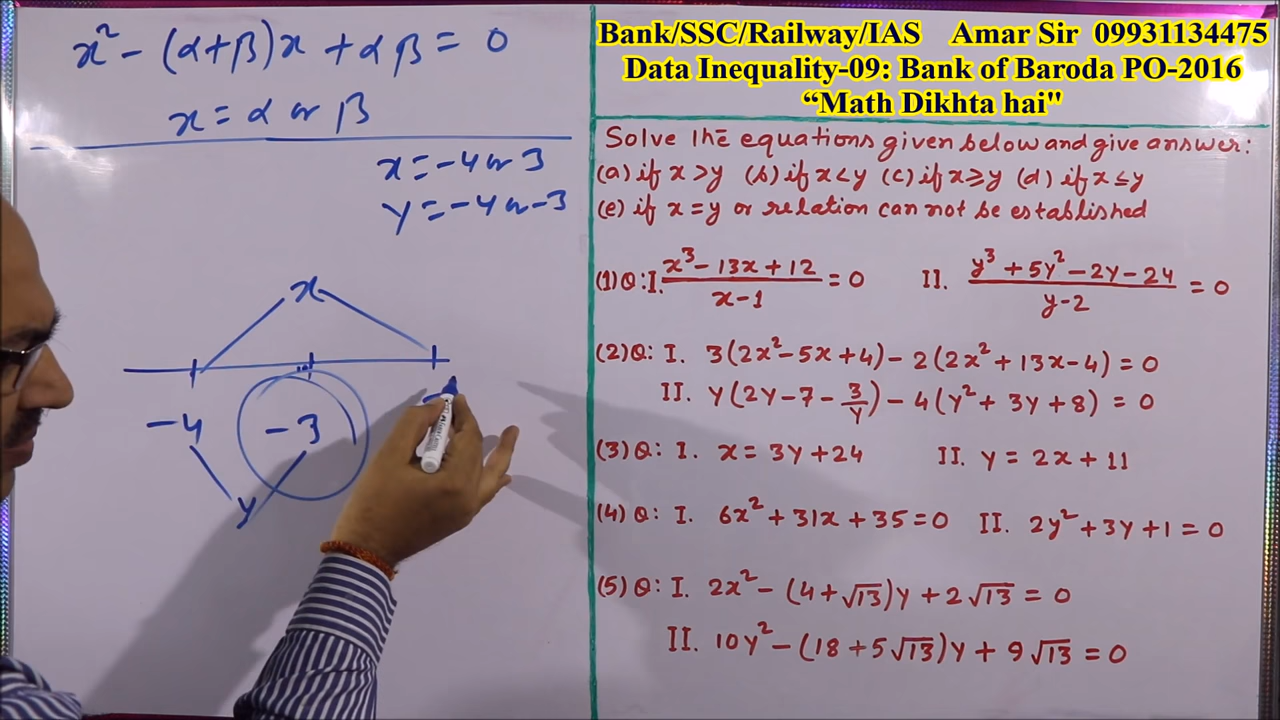 x² - (α+β)x + αβ = 0
x = α or β
x = -4 or 3
y = -4 or -3
x
-4
-3
y
Bank/SSC/Railway/IAS Amar Sir 09931134475
Data Inequality-09: Bank of Baroda PO-2016
“Math Dikhta hai"
Solve the equations given below and give answer:
(a) if x > y (b) if x < y (c) if x ≥ y (d) if x ≤ y
(e) if x = y or relation can not be established
(1) Q: I. (x³ - 13x + 12)/(x-1) = 0 II. (y³ + 5y² - 2y - 24)/(y-2) = 0
(2) Q: I. 3(2x² - 5x + 4) - 2(2x² + 13x - 4) = 0
II. y(2y - 7 - 3/y) - 4(y² + 3y + 8) = 0
(3) Q: I. x = 3y + 24 II. y = 2x + 11
(4) Q: I. 6x² + 31x + 35 = 0 II. 2y² + 3y + 1 = 0
(5) Q: I. 2x² - (4 + √13)y + 2√13 = 0
II. 10y² - (18 + 5√13)y + 9√13 = 0